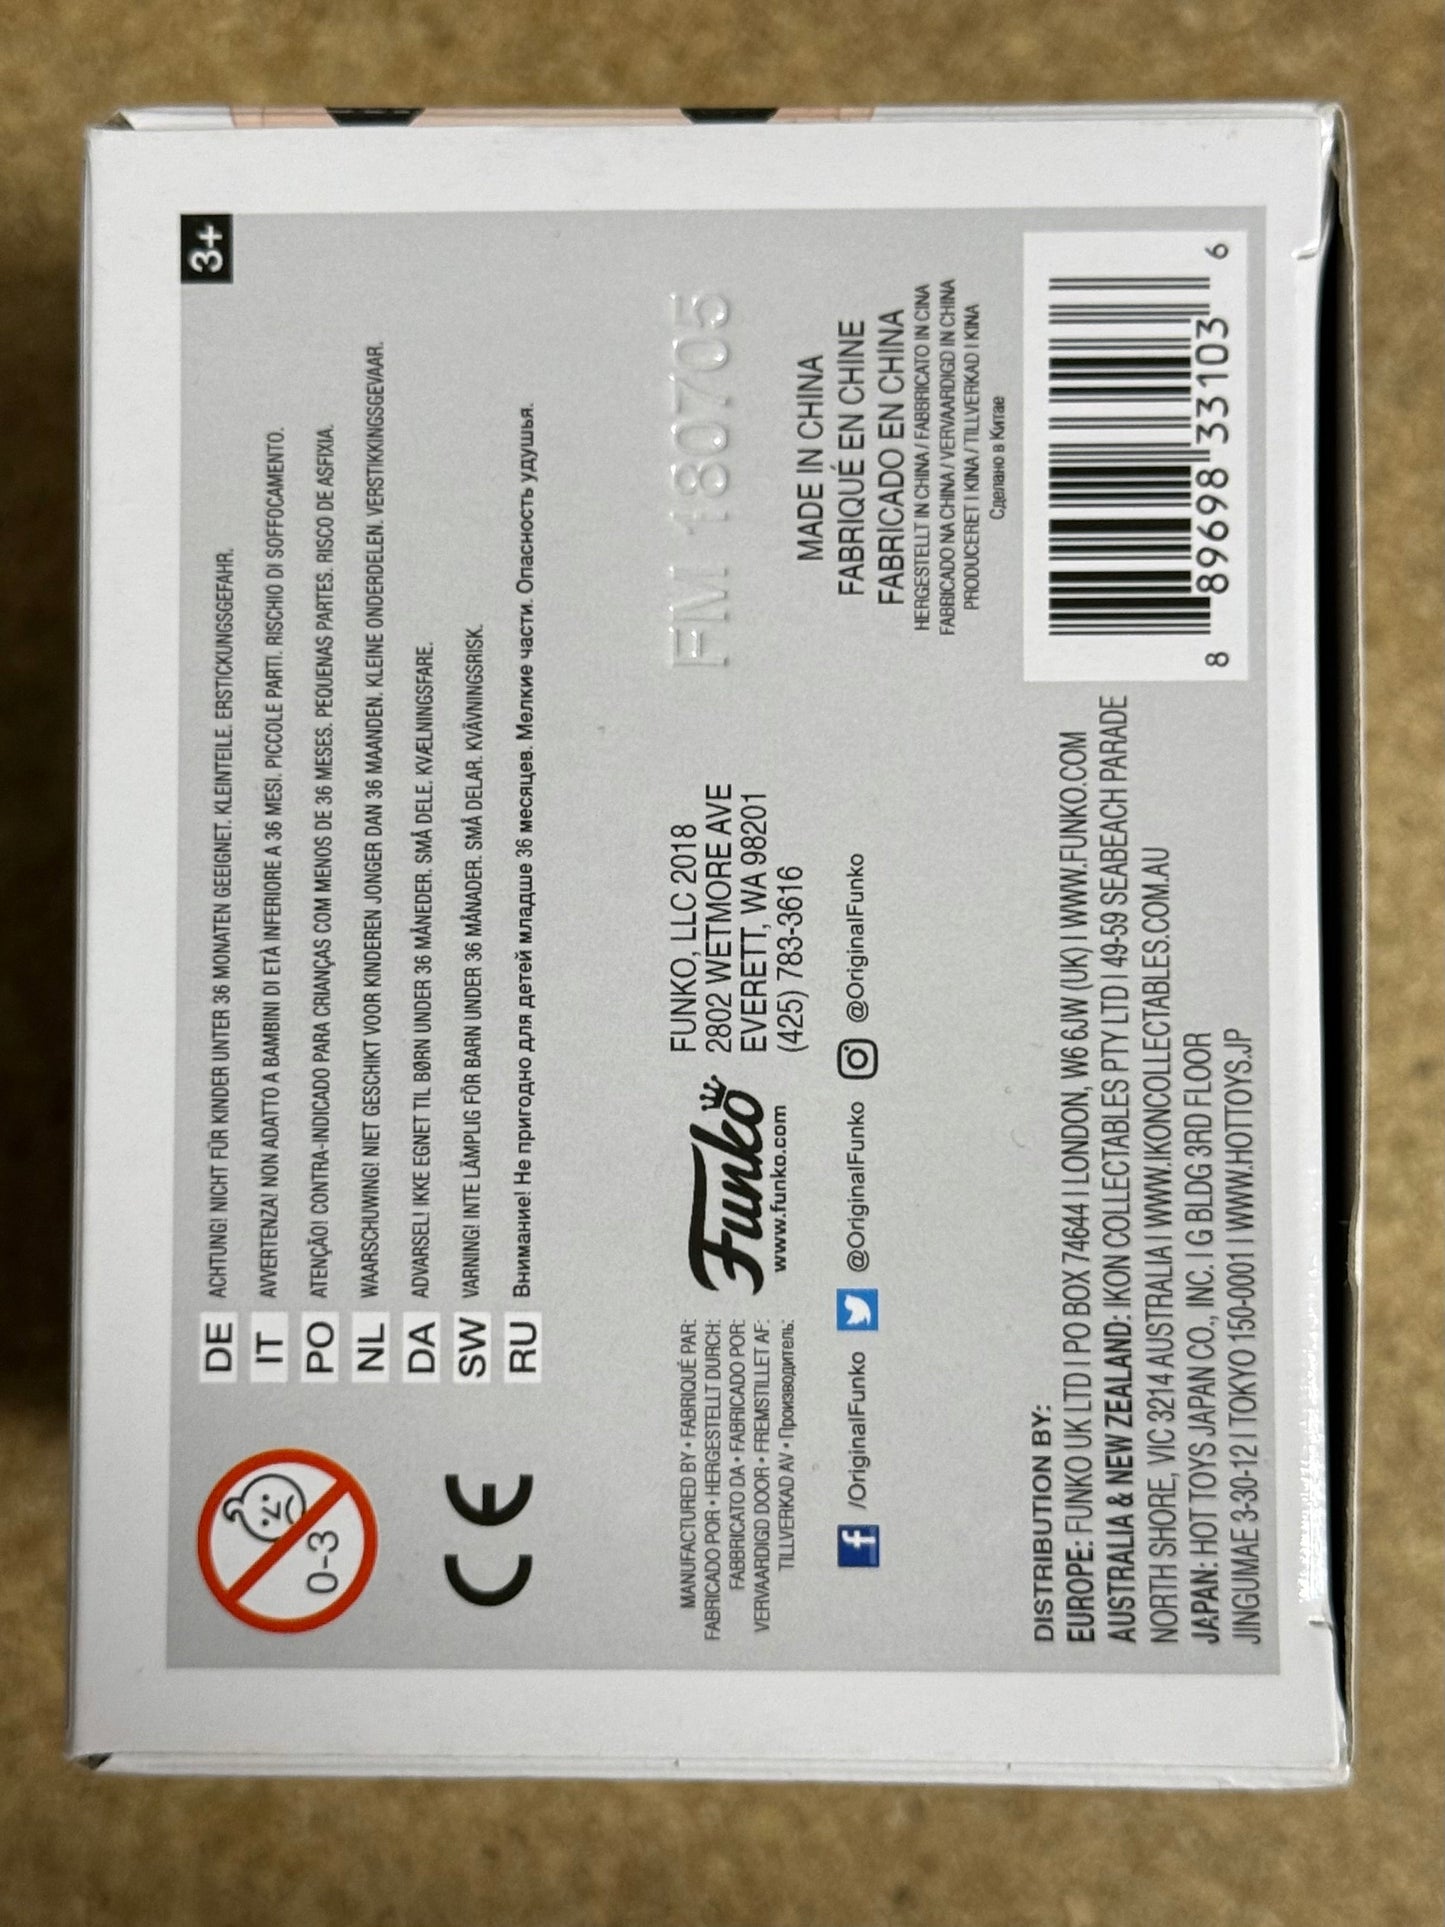 3+
0-3
DE ACHTUNG! NICHT FÜR KINDER UNTER 36 MONATEN GEEIGNET. KLEINTEILE. ERSTICKUNGSGEFAHR.
IT AVVERTENZA! NON ADATTO A BAMBINI DI ETÀ INFERIORE A 36 MESI. PICCOLE PARTI. RISCHIO DI SOFFOCAMENTO.
PO ATENÇÃO! CONTRA-INDICADO PARA CRIANÇAS COM MENOS DE 36 MESES. PEQUENAS PARTES. RISCO DE ASFIXIA.
NL WAARSCHUWING! NIET GESCHIKT VOOR KINDEREN JONGER DAN 36 MAANDEN. KLEINE ONDERDELEN. VERSTIKKINGSGEVAAR.
DA ADVARSEL! IKKE EGNET TIL BØRN UNDER 36 MÅNEDER. SMÅ DELE. KVÆLNINGSFARE.
SW VARNING! INTE LÄMPLIG FÖR BARN UNDER 36 MÅNADER. SMÅ DELAR. KVÄVNINGSRISK.
RU Внимание! Не пригодно для детей младше 36 месяцев. Мелкие части. Опасность удушья.
CE
MANUFACTURED BY • FABRIQUÉ PAR:
FABRICADO POR • HERGESTELLT DURCH:
FABBRICATO DA • FABRICADO POR:
VERVAARDIGD DOOR • FREMSTILLET AF:
TILLVERKAD AV • Производитель:
Funko
www.funko.com
FUNKO, LLC 2018
2802 WETMORE AVE
EVERETT, WA 98201
(425) 783-3616
/OriginalFunko @OriginalFunko @OriginalFunko
FM 180705
MADE IN CHINA
FABRIQUÉ EN CHINE
FABRICADO EN CHINA
HERGESTELLT IN CHINA / FABBRICATO IN CINA
FABRICADO NA CHINA / VERVAARDIGD IN CHINA
PRODUCERET I KINA / TILLVERKAD I KINA
Сделано в Китае
DISTRIBUTION BY:
EUROPE: FUNKO UK LTD I PO BOX 74644 I LONDON, W6 6JW (UK) I WWW.FUNKO.COM
AUSTRALIA & NEW ZEALAND: IKON COLLECTABLES PTY LTD I 49-59 SEABEACH PARADE
NORTH SHORE, VIC 3214 AUSTRALIA I WWW.IKONCOLLECTABLES.COM.AU
JAPAN: HOT TOYS JAPAN CO., INC. I G BLDG 3RD FLOOR
JINGUMAE 3-30-12 I TOKYO 150-0001 I WWW.HOTTOYS.JP
8 89698 33103 6